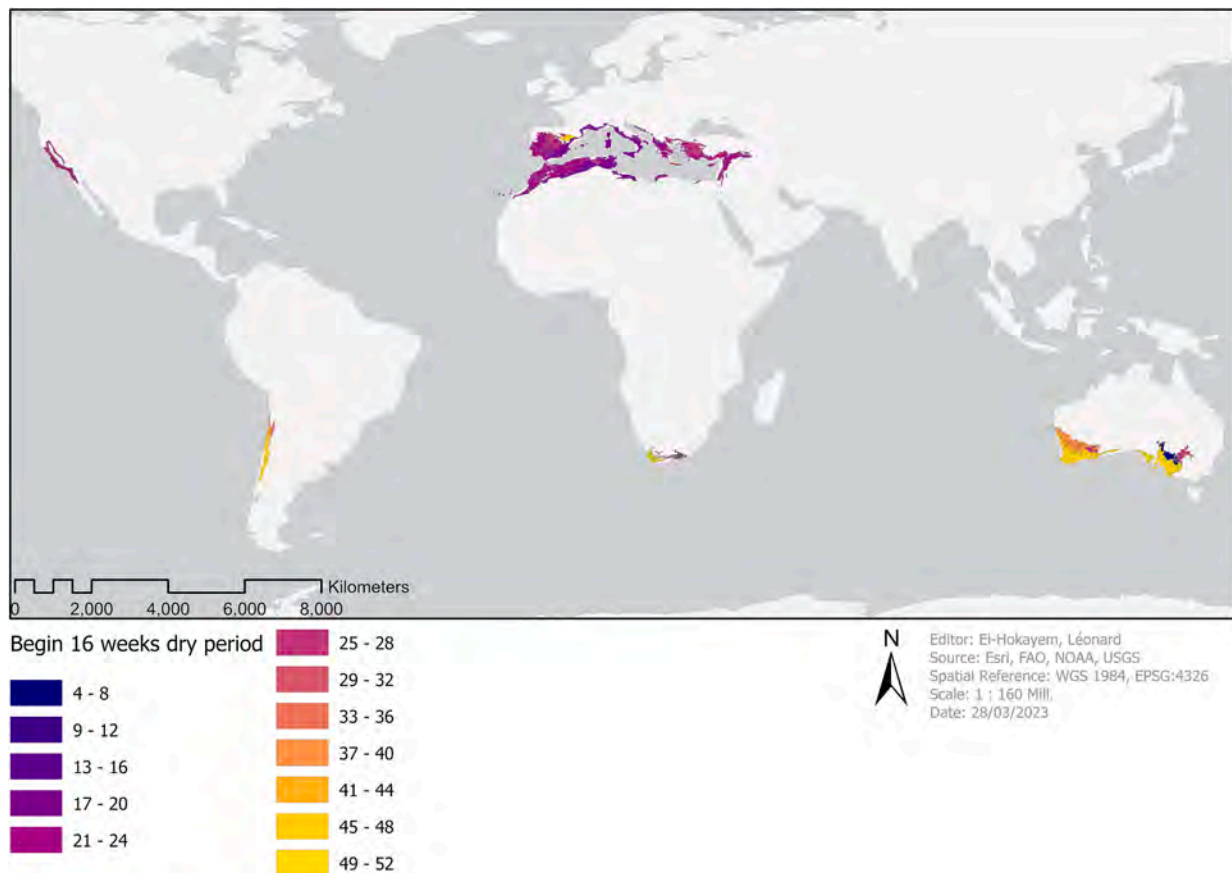 Kilometers
0 2,000 4,000 6,000 8,000
Begin 16 weeks dry period
4 - 8
9 - 12
13 - 16
17 - 20
21 - 24
25 - 28
29 - 32
33 - 36
37 - 40
41 - 44
45 - 48
49 - 52
N
Editor: El-Hokayem, Léonard
Source: Esri, FAO, NOAA, USGS
Spatial Reference: WGS 1984, EPSG:4326
Scale: 1 : 160 Mill.
Date: 28/03/2023